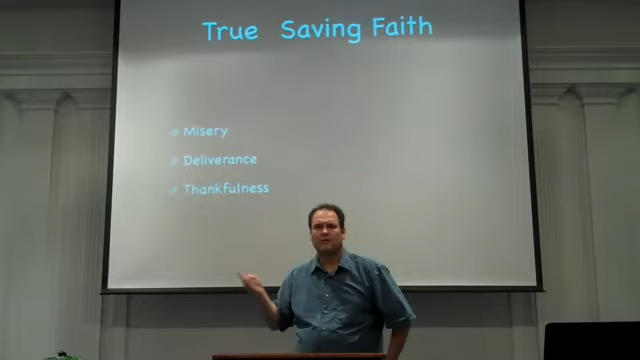 True Saving Faith
Misery
Deliverance
Thankfulness